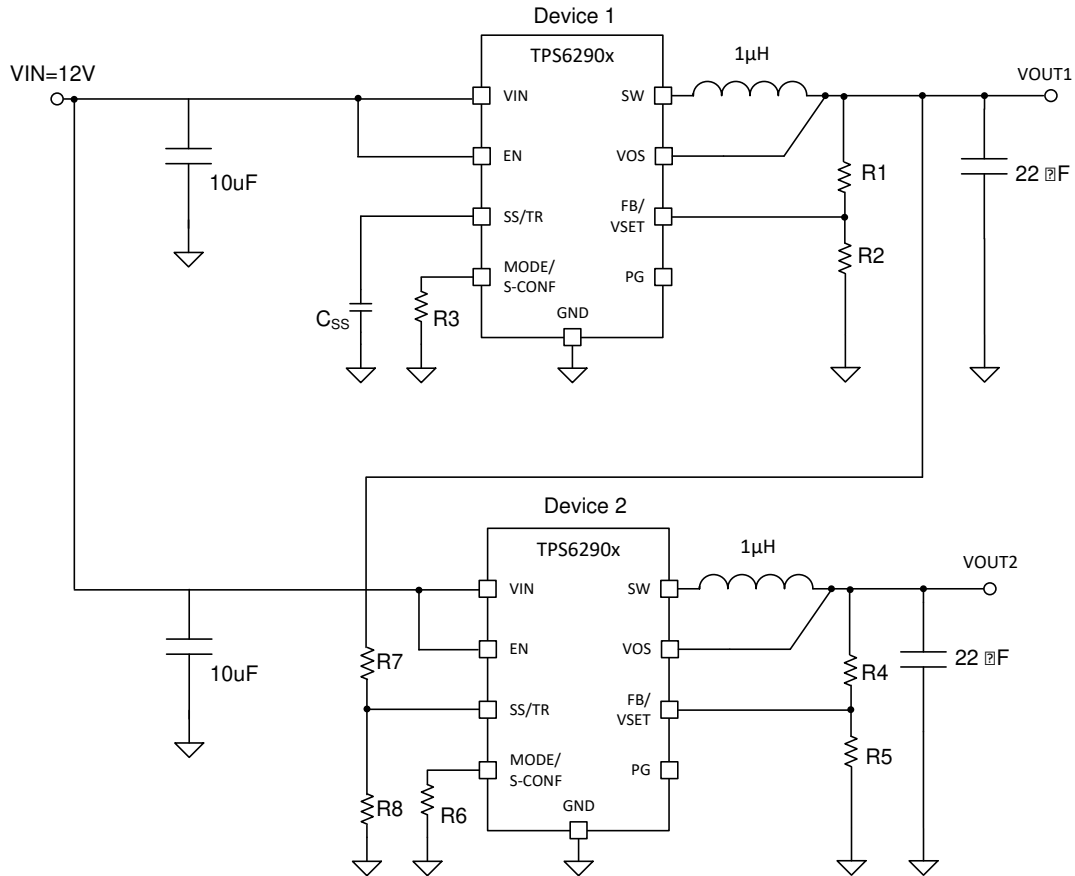 Device 1
TPS6290x
1µH
VIN=12V
VOUT1
VIN
SW
EN
VOS
10uF
R1
22 �F
SS/TR
FB/
VSET
R2
MODE/
S-CONF
PG
CSS
R3
GND
Device 2
TPS6290x
1µH
VOUT2
VIN
SW
EN
VOS
10uF
R7
R4
22 �F
SS/TR
FB/
VSET
R5
MODE/
S-CONF
PG
R8
R6
GND